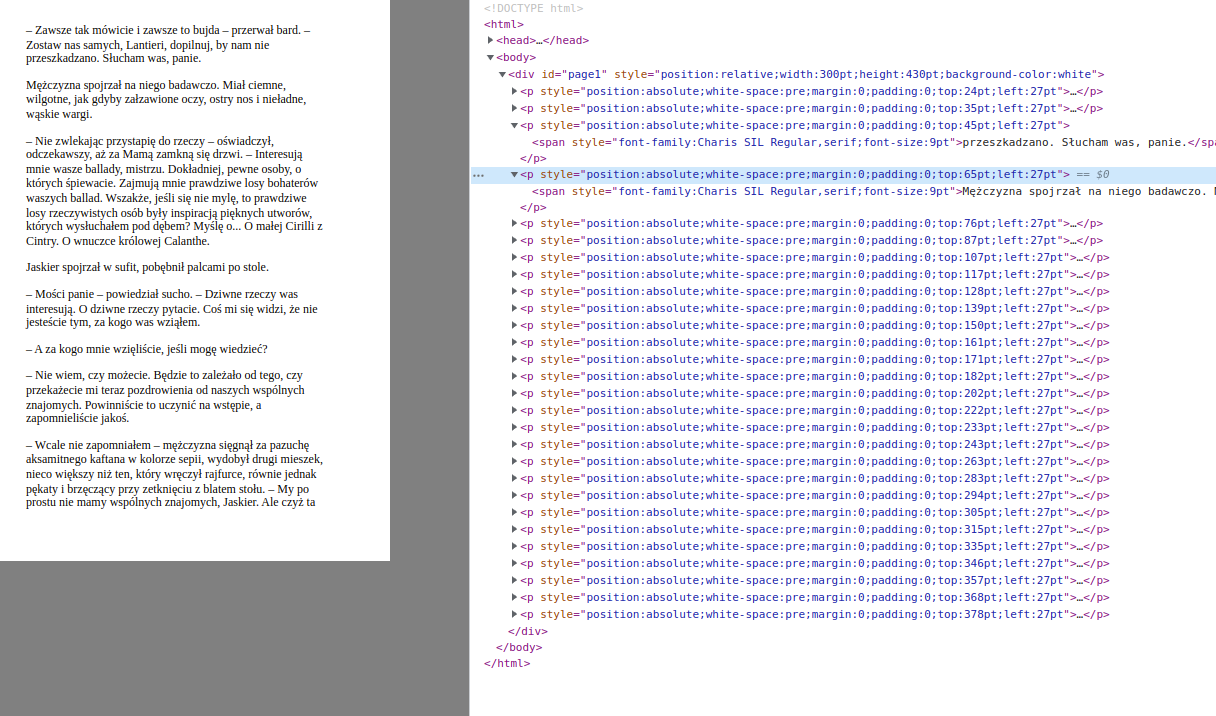 – Zawsze tak mówicie i zawsze to bujda – przerwał bard. –
Zostaw nas samych, Lantieri, dopilnuj, by nam nie
przeszkadzano. Słucham was, panie.
Mężczyzna spojrzał na niego badawczo. Miał ciemne,
wilgotne, jak gdyby załzawione oczy, ostry nos i nieładne,
wąskie wargi.
– Nie zwlekając przystąpię do rzeczy – oświadczył,
odczekawszy, aż za Mamą zamkną się drzwi. – Interesują
mnie wasze ballady, mistrzu. Dokładniej, pewne osoby, o
których śpiewacie. Zajmują mnie prawdziwe losy bohaterów
waszych ballad. Wszakże, jeśli się nie mylę, to prawdziwe
losy rzeczywistych osób były inspiracją pięknych utworów,
których wysłuchałem pod dębem? Myślę o... O małej Cirilli z
Cintry. O wnuczce królowej Calanthe.
Jaskier spojrzał w sufit, pobębnił palcami po stole.
– Mości panie – powiedział sucho. – Dziwne rzeczy was
interesują. O dziwne rzeczy pytacie. Coś mi się widzi, że nie
jesteście tym, za kogo was wziąłem.
– A za kogo mnie wzięliście, jeśli mogę wiedzieć?
– Nie wiem, czy możecie. Będzie to zależało od tego, czy
przekażecie mi teraz pozdrowienia od naszych wspólnych
znajomych. Powinniście to uczynić na wstępie, a
zapomnieliście jakoś.
– Wcale nie zapomniałem – mężczyzna sięgnął za pazuchę
aksamitnego kaftana w kolorze sepii, wydobył drugi mieszek,
nieco większy niż ten, który wręczył rajfurce, równie jednak
pękaty i brzęczący przy zetknięciu z blatem stołu. – My po
prostu nie mamy wspólnych znajomych, Jaskier. Ale czyż ta
<!DOCTYPE html>
<html>
<head>…</head>
<body>
<div id="page1" style="position:relative;width:300pt;height:430pt;background-color:white">
<p style="position:absolute;white-space:pre;margin:0;padding:0;top:24pt;left:27pt">…</p>
<p style="position:absolute;white-space:pre;margin:0;padding:0;top:35pt;left:27pt">…</p>
<p style="position:absolute;white-space:pre;margin:0;padding:0;top:45pt;left:27pt">
<span style="font-family:Charis SIL Regular,serif;font-size:9pt">przeszkadzano. Słucham was, panie.</spa
</p>
<p style="position:absolute;white-space:pre;margin:0;padding:0;top:65pt;left:27pt"> == $0
<span style="font-family:Charis SIL Regular,serif;font-size:9pt">Mężczyzna spojrzał na niego badawczo. M
</p>
<p style="position:absolute;white-space:pre;margin:0;padding:0;top:76pt;left:27pt">…</p>
<p style="position:absolute;white-space:pre;margin:0;padding:0;top:87pt;left:27pt">…</p>
<p style="position:absolute;white-space:pre;margin:0;padding:0;top:107pt;left:27pt">…</p>
<p style="position:absolute;white-space:pre;margin:0;padding:0;top:117pt;left:27pt">…</p>
<p style="position:absolute;white-space:pre;margin:0;padding:0;top:128pt;left:27pt">…</p>
<p style="position:absolute;white-space:pre;margin:0;padding:0;top:139pt;left:27pt">…</p>
<p style="position:absolute;white-space:pre;margin:0;padding:0;top:150pt;left:27pt">…</p>
<p style="position:absolute;white-space:pre;margin:0;padding:0;top:161pt;left:27pt">…</p>
<p style="position:absolute;white-space:pre;margin:0;padding:0;top:171pt;left:27pt">…</p>
<p style="position:absolute;white-space:pre;margin:0;padding:0;top:182pt;left:27pt">…</p>
<p style="position:absolute;white-space:pre;margin:0;padding:0;top:202pt;left:27pt">…</p>
<p style="position:absolute;white-space:pre;margin:0;padding:0;top:222pt;left:27pt">…</p>
<p style="position:absolute;white-space:pre;margin:0;padding:0;top:233pt;left:27pt">…</p>
<p style="position:absolute;white-space:pre;margin:0;padding:0;top:243pt;left:27pt">…</p>
<p style="position:absolute;white-space:pre;margin:0;padding:0;top:263pt;left:27pt">…</p>
<p style="position:absolute;white-space:pre;margin:0;padding:0;top:283pt;left:27pt">…</p>
<p style="position:absolute;white-space:pre;margin:0;padding:0;top:294pt;left:27pt">…</p>
<p style="position:absolute;white-space:pre;margin:0;padding:0;top:305pt;left:27pt">…</p>
<p style="position:absolute;white-space:pre;margin:0;padding:0;top:315pt;left:27pt">…</p>
<p style="position:absolute;white-space:pre;margin:0;padding:0;top:335pt;left:27pt">…</p>
<p style="position:absolute;white-space:pre;margin:0;padding:0;top:346pt;left:27pt">…</p>
<p style="position:absolute;white-space:pre;margin:0;padding:0;top:357pt;left:27pt">…</p>
<p style="position:absolute;white-space:pre;margin:0;padding:0;top:368pt;left:27pt">…</p>
<p style="position:absolute;white-space:pre;margin:0;padding:0;top:378pt;left:27pt">…</p>
</div>
</body>
</html>